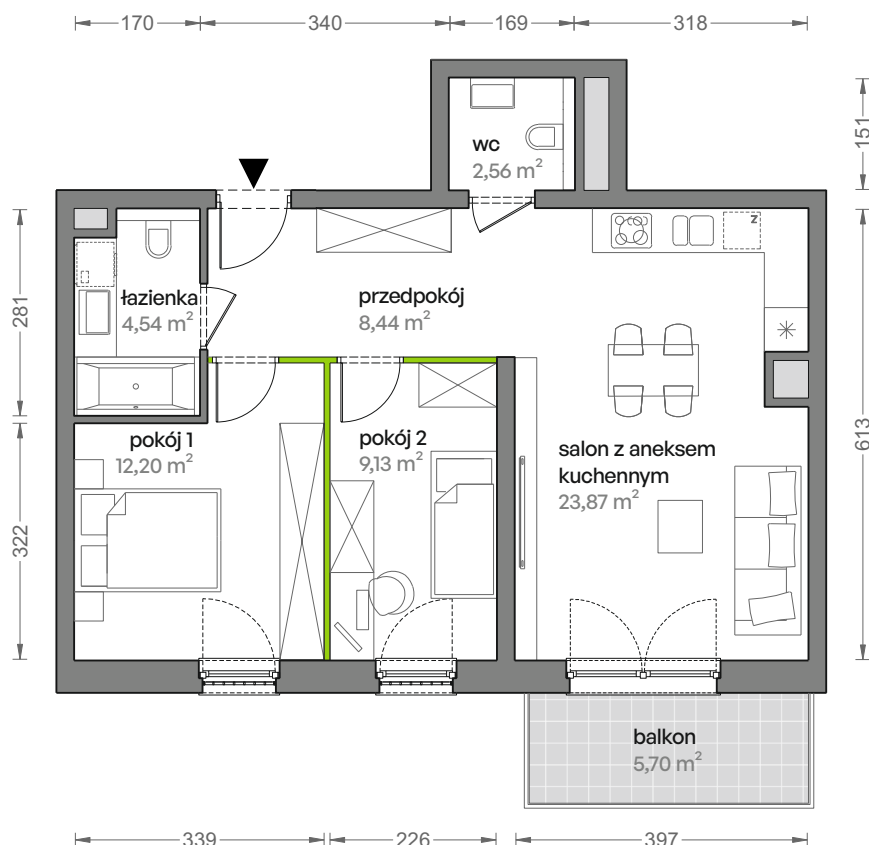 170
340
169
318
151
wc
2,56 m²
z
281
łazienka
4,54 m²
przedpokój
8,44 m²
613
pokój 1
12,20 m²
pokój 2
9,13 m²
salon z aneksem
kuchennym
23,87 m²
322
balkon
5,70 m²
339
226
397